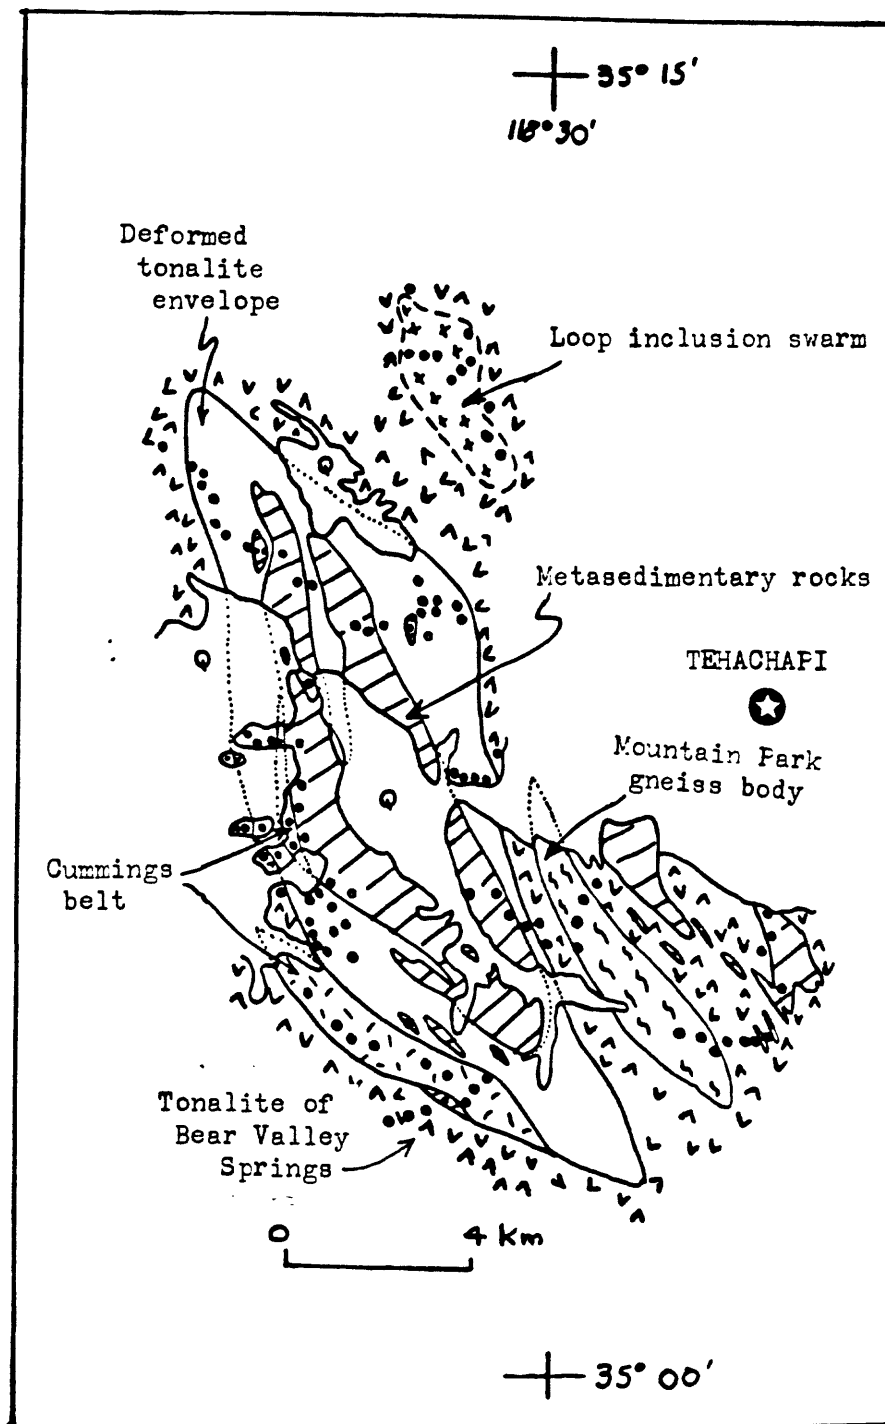 35° 15'
118° 30'
Deformed
tonalite
envelope
Loop inclusion swarm
Q
Metasedimentary rocks
Q
TEHACHAPI
Mountain Park
gneiss body
Q
Cummings
belt
Tonalite of
Bear Valley
Springs
0 4 Km
35° 00'